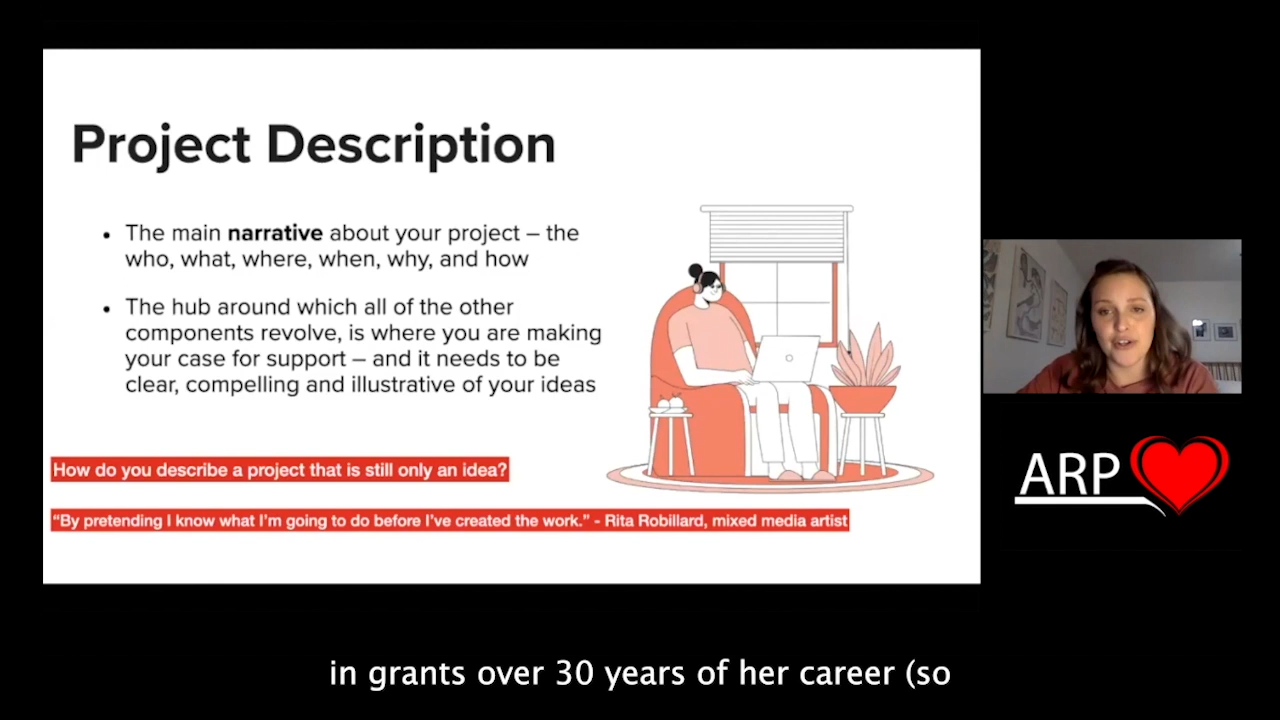 Project Description
• The main narrative about your project – the
who, what, where, when, why, and how
• The hub around which all of the other
components revolve, is where you are making
your case for support – and it needs to be
clear, compelling and illustrative of your ideas
How do you describe a project that is still only an idea?
“By pretending I know what I’m going to do before I’ve created the work.” - Rita Robillard, mixed media artist
ARP
in grants over 30 years of her career (so